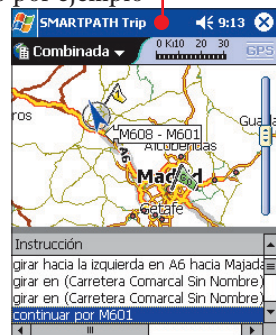 por ejemplo
SMARTPATH Trip 9:13
Combinada
0 Km 10 20 30
GPS
ros
Gua
M608 - M601
Alcobendas
A6
Madrid
GO!
Getafe
Instrucción
girar hacia la izquierda en A6 hacia Majada
girar en (Carretera Comarcal Sin Nombre)
girar en (Carretera Comarcal Sin Nombre)
continuar por M601